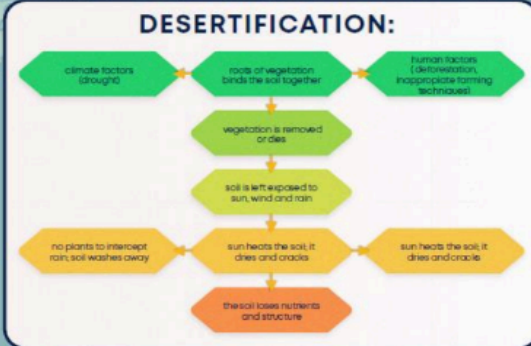 DESERTIFICATION:
climate factors
(drought)
roots of vegetation
binds the soil together
human factors
(deforestation,
inappropiate farming
techniques)
vegetation is removed
or dies
soil is left exposed to
sun, wind and rain
no plants to intercept
rain; soil washes away
sun heats the soil; it
dries and cracks
sun heats the soil; it
dries and cracks
the soil loses nutrients
and structure